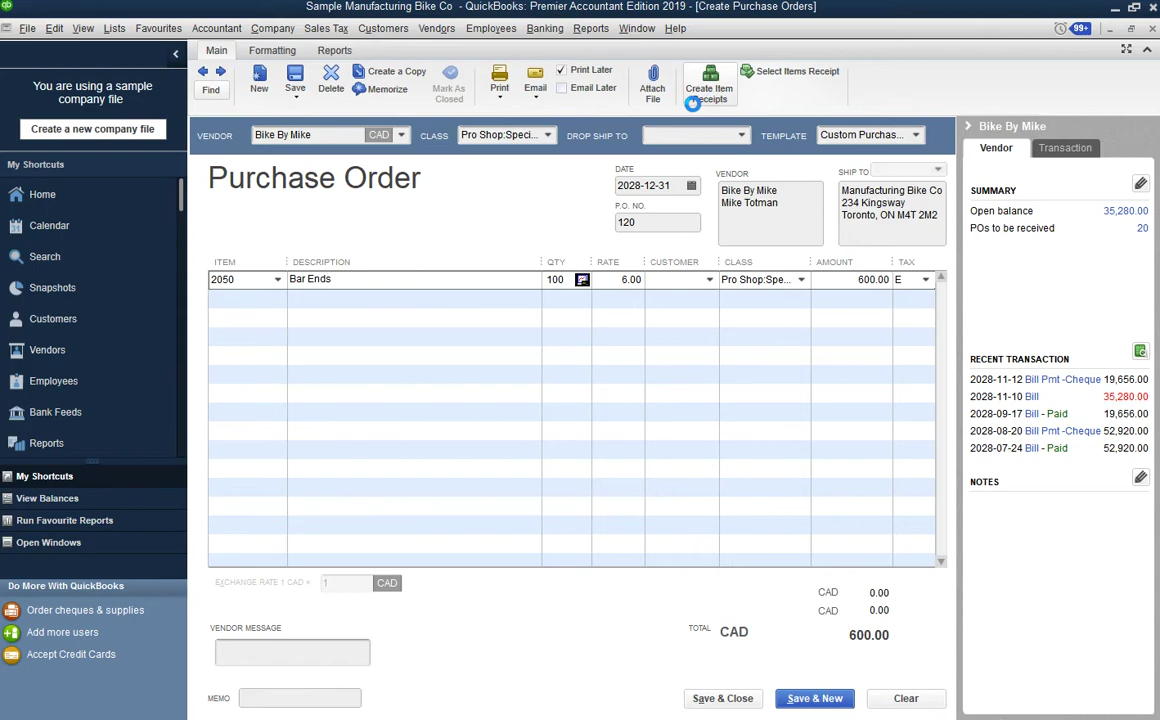 Sample Manufacturing Bike Co - QuickBooks: Premier Accountant Edition 2019 - [Create Purchase Orders]
File Edit View Lists Favourites Accountant Company Sales Tax Customers Vendors Employees Banking Reports Window Help 99+
You are using a sample
company file
Create a new company file
My Shortcuts
Home
Calendar
Search
Snapshots
Customers
Vendors
Employees
Bank Feeds
Reports
My Shortcuts
View Balances
Run Favourite Reports
Open Windows
Do More With QuickBooks
Order cheques & supplies
Add more users
Accept Credit Cards
Main Formatting Reports
Find
New
Save
Delete
Create a Copy
Memorize
Mark As
Closed
Print
Email
Print Later
Email Later
Attach
File
Create Item
Receipts
Select Items Receipt
VENDOR Bike By Mike CAD CLASS Pro Shop:Speci... DROP SHIP TO TEMPLATE Custom Purchas...
Purchase Order
DATE
2028-12-31
P.O. NO.
120
VENDOR
Bike By Mike
Mike Totman
SHIP TO
Manufacturing Bike Co
234 Kingsway
Toronto, ON M4T 2M2
ITEM DESCRIPTION QTY RATE CUSTOMER CLASS AMOUNT TAX
2050 Bar Ends 100 6.00 Pro Shop:Spe... 600.00 E
EXCHANGE RATE 1 CAD = 1 CAD
CAD 0.00
CAD 0.00
TOTAL CAD 600.00
VENDOR MESSAGE
MEMO
Save & Close Save & New Clear
Bike By Mike
Vendor Transaction
SUMMARY
Open balance 35,280.00
POs to be received 20
RECENT TRANSACTION
2028-11-12 Bill Pmt -Cheque 19,656.00
2028-11-10 Bill 35,280.00
2028-09-17 Bill - Paid 19,656.00
2028-08-20 Bill Pmt -Cheque 52,920.00
2028-07-24 Bill - Paid 52,920.00
NOTES